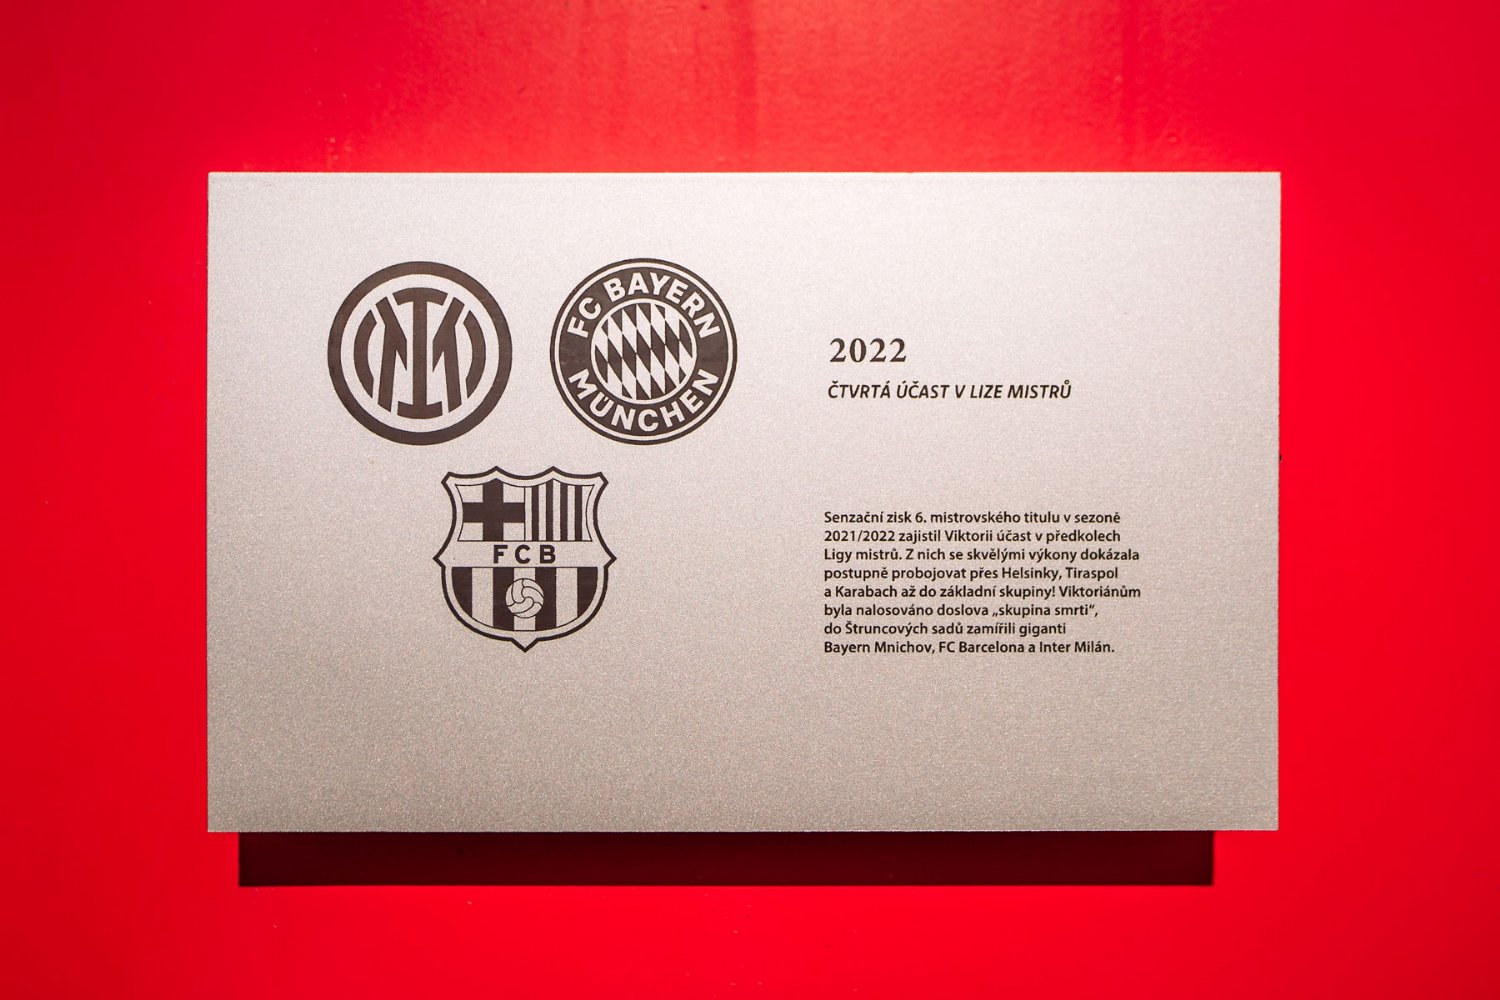 FC BAYERN
MÜNCHEN
FCB
2022
ČTVRTÁ ÚČAST V LIZE MISTRŮ
Senzační zisk 6. mistrovského titulu v sezoně
2021/2022 zajistil Viktorii účast v předkolech
Ligy mistrů. Z nich se skvělými výkony dokázala
postupně probojovat přes Helsinky, Tiraspol
a Karabach až do základní skupiny! Viktoriánům
byla nalosováno doslova „skupina smrti“,
do Štruncových sadů zamířili giganti
Bayern Mnichov, FC Barcelona a Inter Milán.